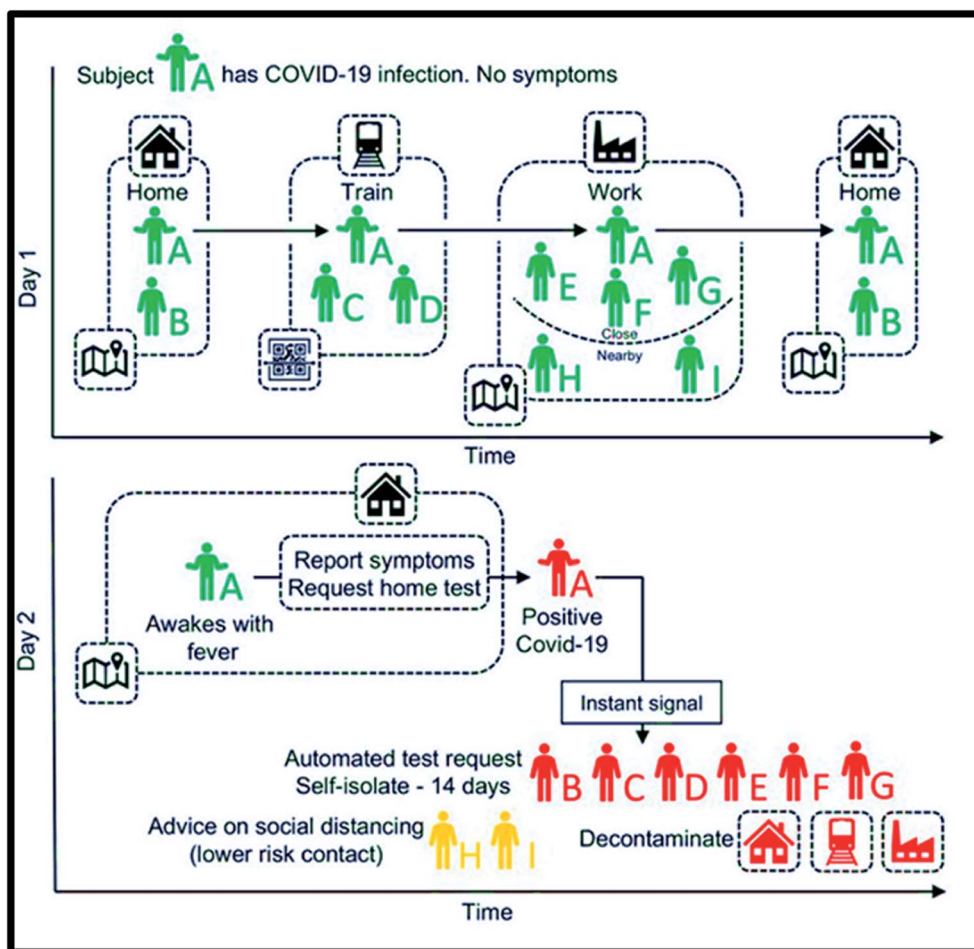 Subject A has COVID-19 infection. No symptoms
Home
Train
Work
Home
A
A
A
A
B
C D
E F G
B
Close
Nearby
H I
Day 1
Time
A
Awakes with
fever
Report symptoms
Request home test
A
Positive
Covid-19
Instant signal
Automated test request
Self-isolate - 14 days
B C D E F G
Advice on social distancing
(lower risk contact)
H I
Decontaminate
Day 2
Time